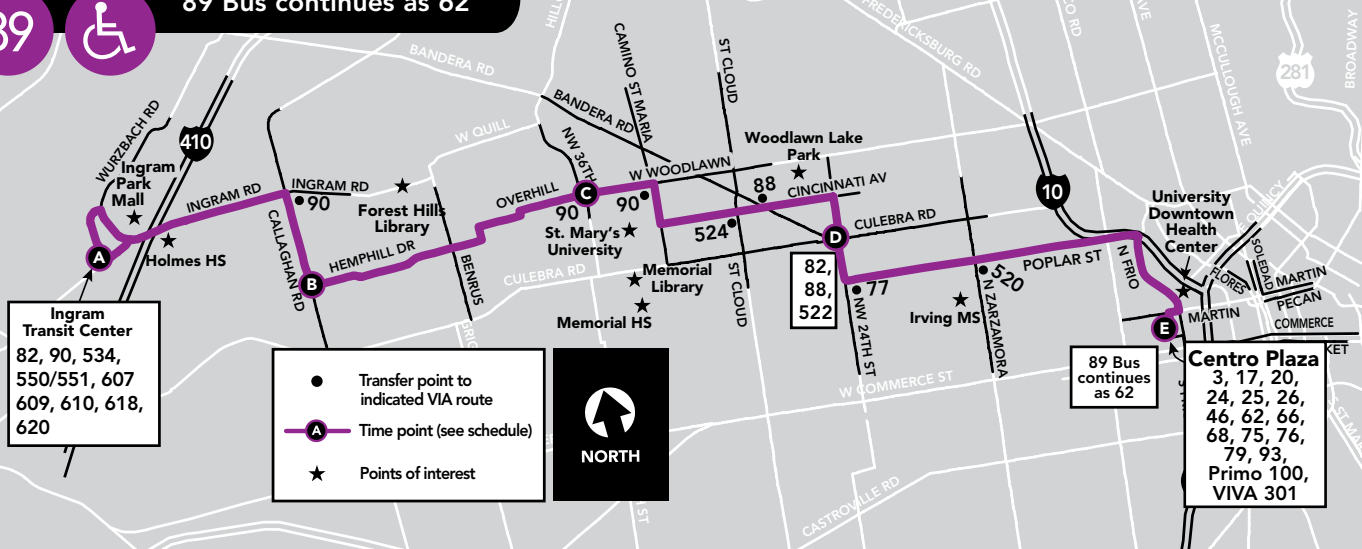 89 Bus continues as 62
89
BANDERA RD
FREDERICKSBURG RD
MCCULLOUGH AVE
AVE
BROADWAY
281
CAMINO ST MARIA
ST CLOUD
BANDERA RD
W QUILL
410
WURZBACH RD
Ingram
Park
Mall
INGRAM RD
INGRAM RD
90
Forest Hills
Library
Holmes HS
CALLAGHAN RD
HEMPHILL DR
BENRUS
OVERHILL
NW 36TH
W WOODLAWN
Woodlawn Lake
Park
88
CINCINNATI AV
90
90
St. Mary's
University
524
CULEBRA RD
CULEBRA RD
Memorial
Library
Memorial HS
ST CLOUD
A
B
C
D
E
82,
88,
522
77
NW 24TH ST
Irving MS
520
N ZARZAMORA
POPLAR ST
10
N FRIO
University
Downtown
Health
Center
QUINCY
FLORES
SOLEDAD
MARTIN
PECAN
MARTIN
COMMERCE
W COMMERCE ST
CASTROVILLE RD
Ingram
Transit Center
82, 90, 534,
550/551, 607
609, 610, 618,
620
Transfer point to
indicated VIA route
A
Time point (see schedule)
Points of interest
NORTH
89 Bus
continues
as 62
Centro Plaza
3, 17, 20,
24, 25, 26,
46, 62, 66,
68, 75, 76,
79, 93,
Primo 100,
VIVA 301